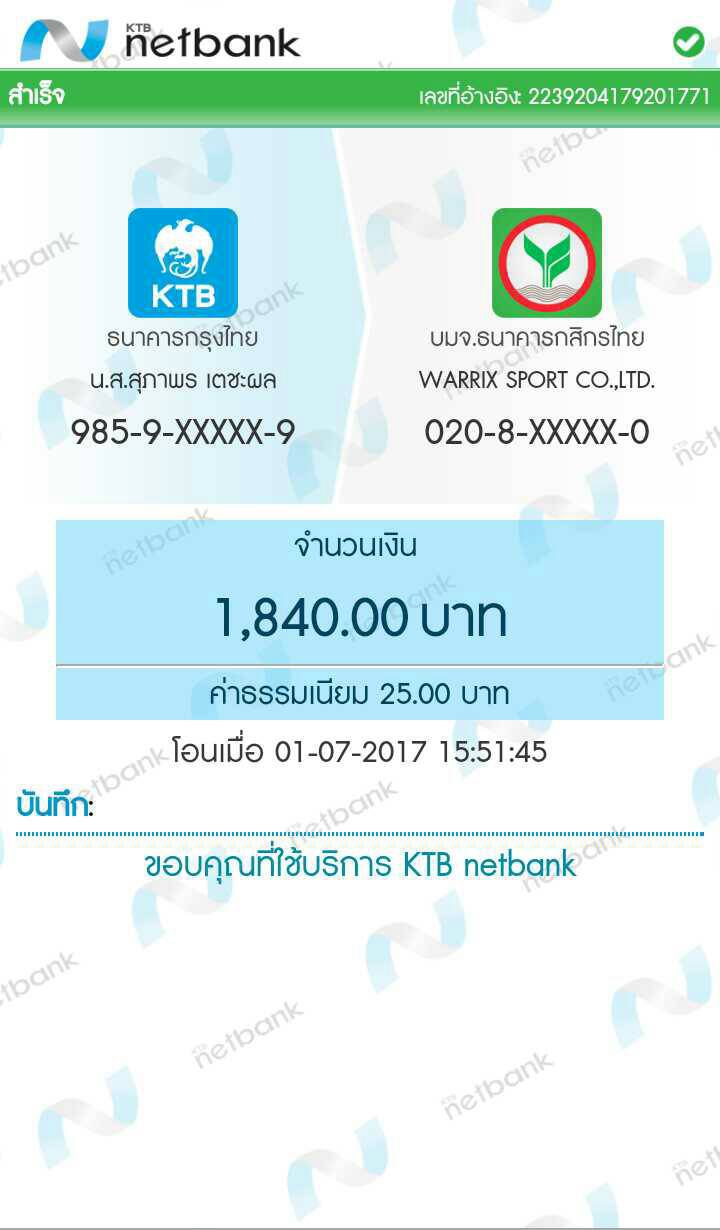 KTB
netbank
สำเร็จ
เลขที่อ้างอิง: 2239204179201771
KTB
ธนาคารกรุงไทย
น.ส.สุภาพร เตชะผล
985-9-XXXXX-9
บมจ.ธนาคารกสิกรไทย
WARRIX SPORT CO.,LTD.
020-8-XXXXX-0
จำนวนเงิน
1,840.00 บาท
ค่าธรรมเนียม 25.00 บาท
โอนเมื่อ 01-07-2017 15:51:45
บันทึก:
ขอบคุณที่ใช้บริการ KTB netbank